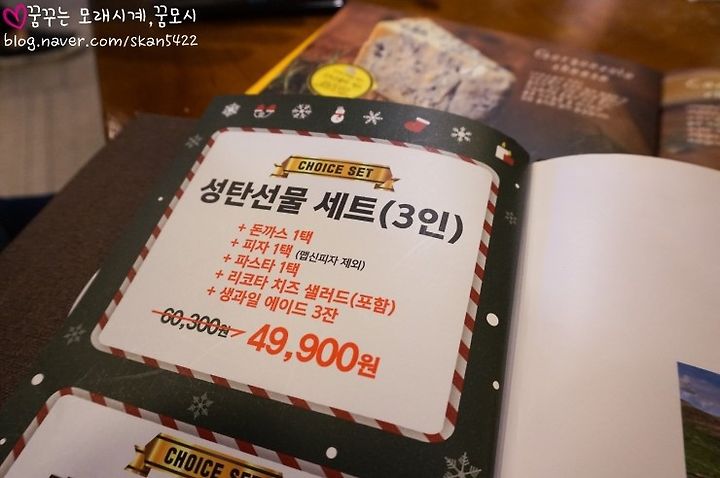 꿈꾸는 모래시계,꿈모시
blog.naver.com/skan5422
CHOICE SET
성탄선물 세트(3인)
+ 돈까스 1택
+ 피자 1택 (맵신피자 제외)
+ 파스타 1택
+ 리코타 치즈 샐러드(포함)
+ 생과일 에이드 3잔
60,300원
49,900원
CHOICE SET